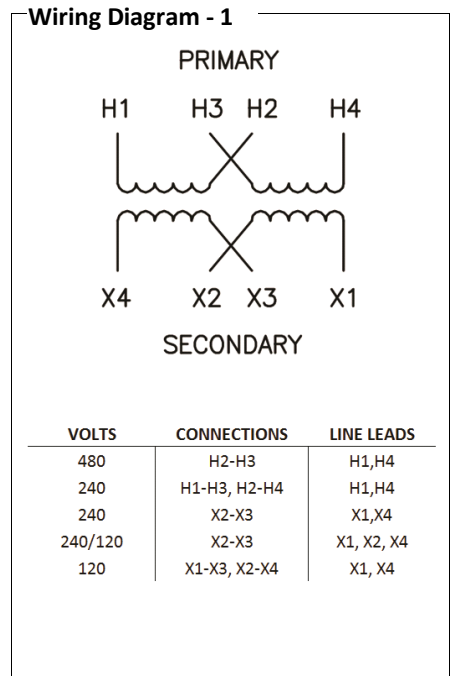 Wiring Diagram - 1
PRIMARY
H1 H3 H2 H4
X4 X2 X3 X1
SECONDARY
VOLTS CONNECTIONS LINE LEADS
480 H2-H3 H1,H4
240 H1-H3, H2-H4 H1,H4
240 X2-X3 X1,X4
240/120 X2-X3 X1, X2, X4
120 X1-X3, X2-X4 X1, X4